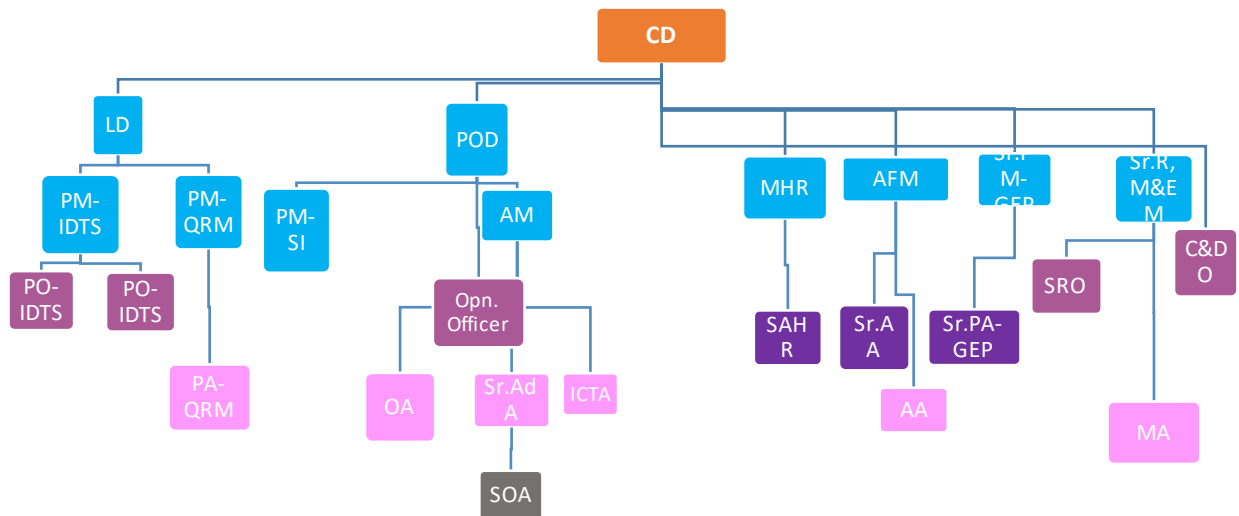 CD
LD
POD
MHR
AFM
Sr.PM-
GEP
Sr.R,
M&E
M
PM-
IDTS
PM-
QRM
PM-
SI
AM
C&D
O
PO-
IDTS
PO-
IDTS
Opn.
Officer
SRO
SAH
R
Sr.A
A
Sr.PA-
GEP
PA-
QRM
OA
Sr.Ad
A
ICTA
AA
MA
SOA